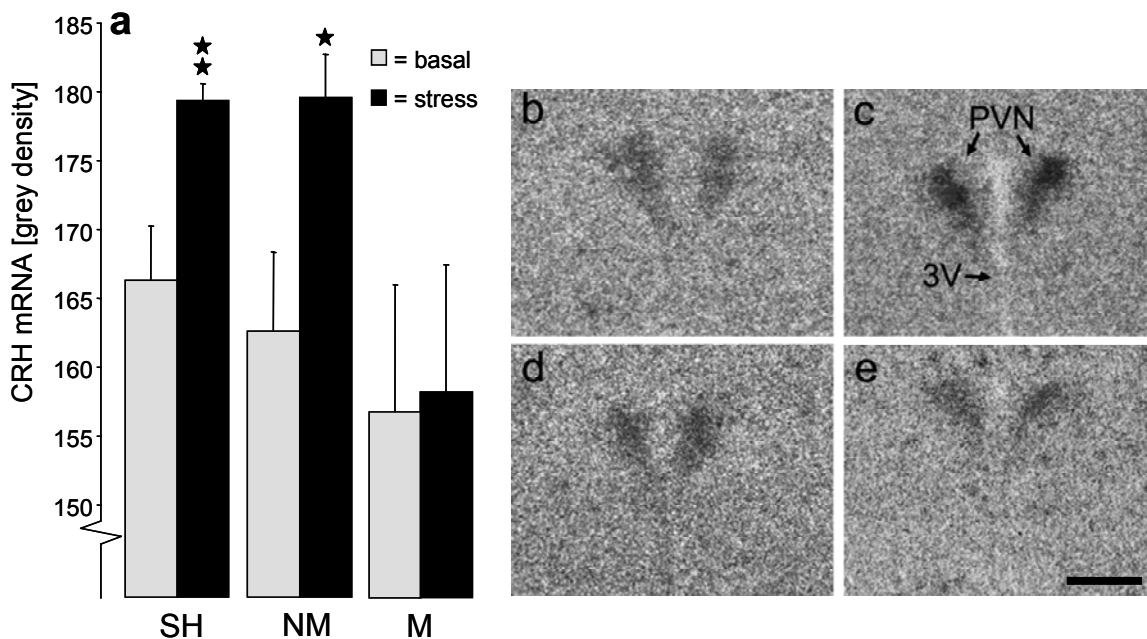 a
CRH mRNA [grey density]
185
180
175
170
165
160
155
150
= basal
= stress
SH NM M
b
c
PVN
3V
d
e